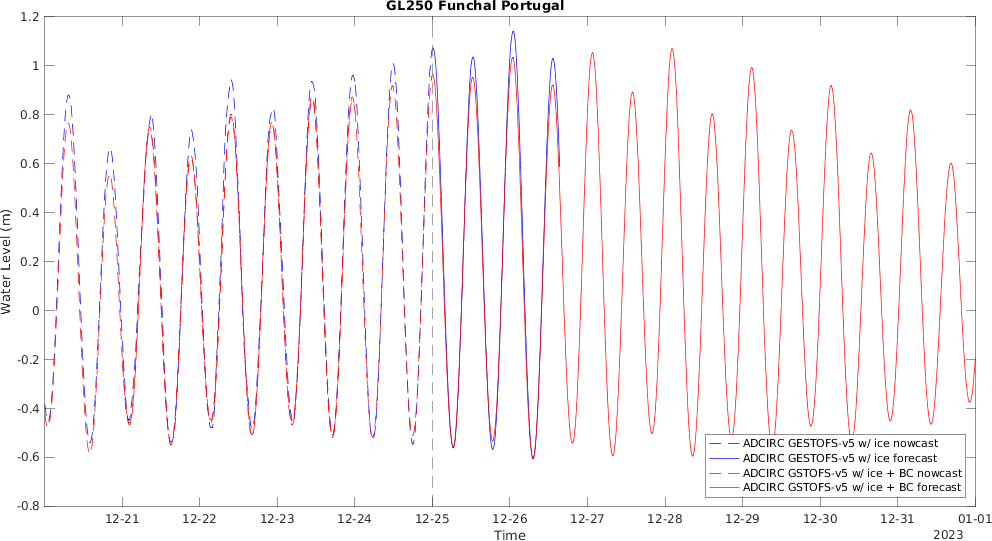 GL250 Funchal Portugal
1.2
1
0.8
0.6
0.4
0.2
0
-0.2
-0.4
-0.6
-0.8
Water Level (m)
ADCIRC GESTOFS-v5 w/ ice nowcast
ADCIRC GESTOFS-v5 w/ ice forecast
ADCIRC GSTOFS-v5 w/ ice + BC nowcast
ADCIRC GSTOFS-v5 w/ ice + BC forecast
12-21 12-22 12-23 12-24 12-25 12-26 12-27 12-28 12-29 12-30 12-31 01-01
Time 2023